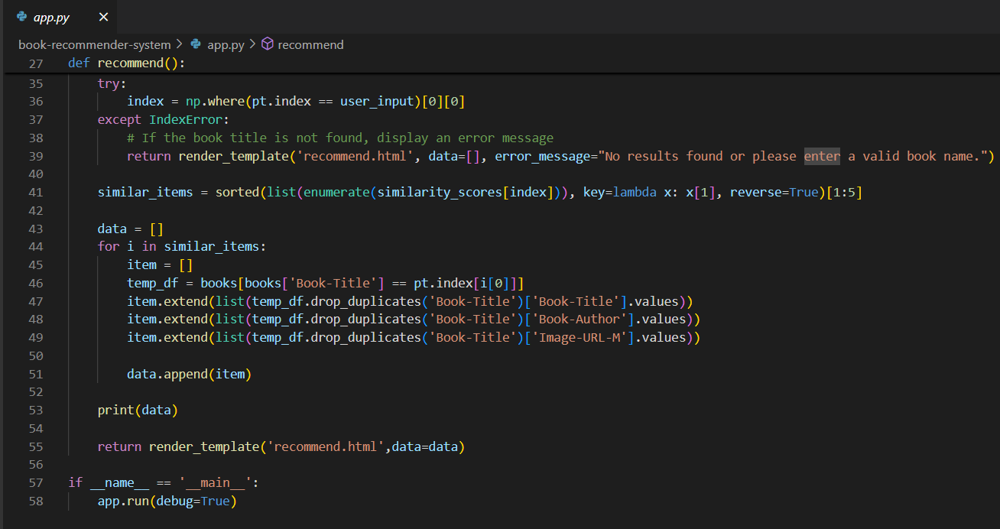 app.py ×
book-recommender-system > app.py > recommend
27 def recommend():
35 try:
36 index = np.where(pt.index == user_input)[0][0]
37 except IndexError:
38 # If the book title is not found, display an error message
39 return render_template('recommend.html', data=[], error_message="No results found or please enter a valid book name.")
40
41 similar_items = sorted(list(enumerate(similarity_scores[index])), key=lambda x: x[1], reverse=True)[1:5]
42
43 data = []
44 for i in similar_items:
45 item = []
46 temp_df = books[books['Book-Title'] == pt.index[i[0]]]
47 item.extend(list(temp_df.drop_duplicates('Book-Title')['Book-Title'].values))
48 item.extend(list(temp_df.drop_duplicates('Book-Title')['Book-Author'].values))
49 item.extend(list(temp_df.drop_duplicates('Book-Title')['Image-URL-M'].values))
50
51 data.append(item)
52
53 print(data)
54
55 return render_template('recommend.html',data=data)
56
57 if __name__ == '__main__':
58 app.run(debug=True)